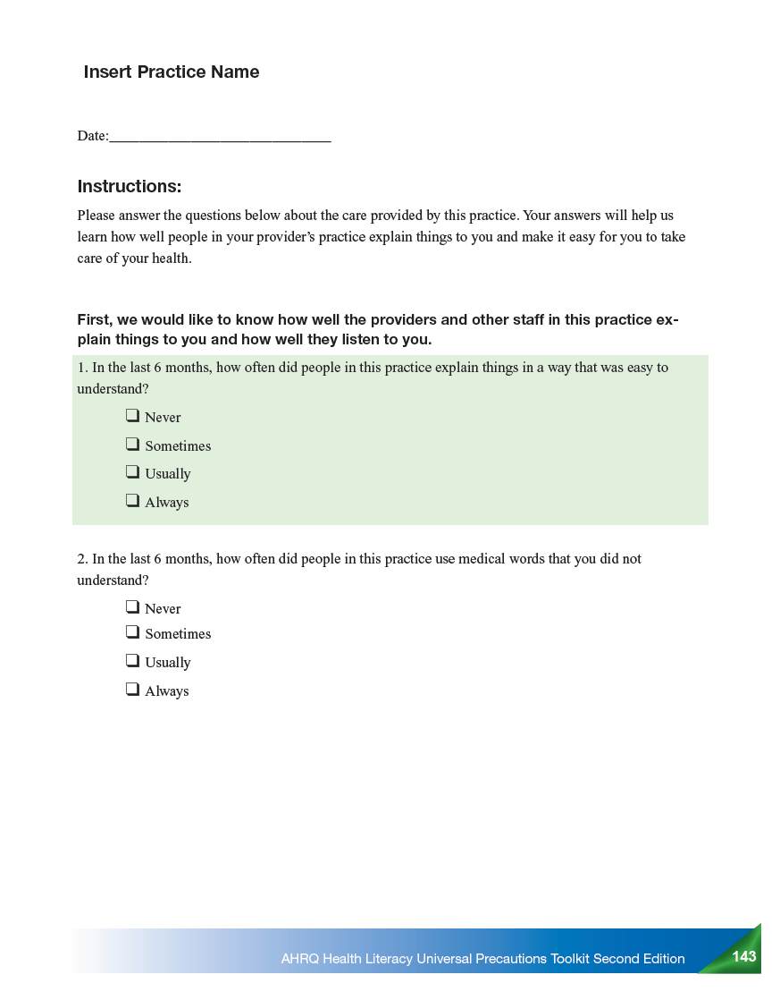 Insert Practice Name
Date:_______________________________
Instructions:
Please answer the questions below about the care provided by this practice. Your answers will help us
learn how well people in your provider’s practice explain things to you and make it easy for you to take
care of your health.
First, we would like to know how well the providers and other staff in this practice ex-
plain things to you and how well they listen to you.
1. In the last 6 months, how often did people in this practice explain things in a way that was easy to
understand?
❏ Never
❏ Sometimes
❏ Usually
❏ Always
2. In the last 6 months, how often did people in this practice use medical words that you did not
understand?
❏ Never
❏ Sometimes
❏ Usually
❏ Always
AHRQ Health Literacy Universal Precautions Toolkit Second Edition 143